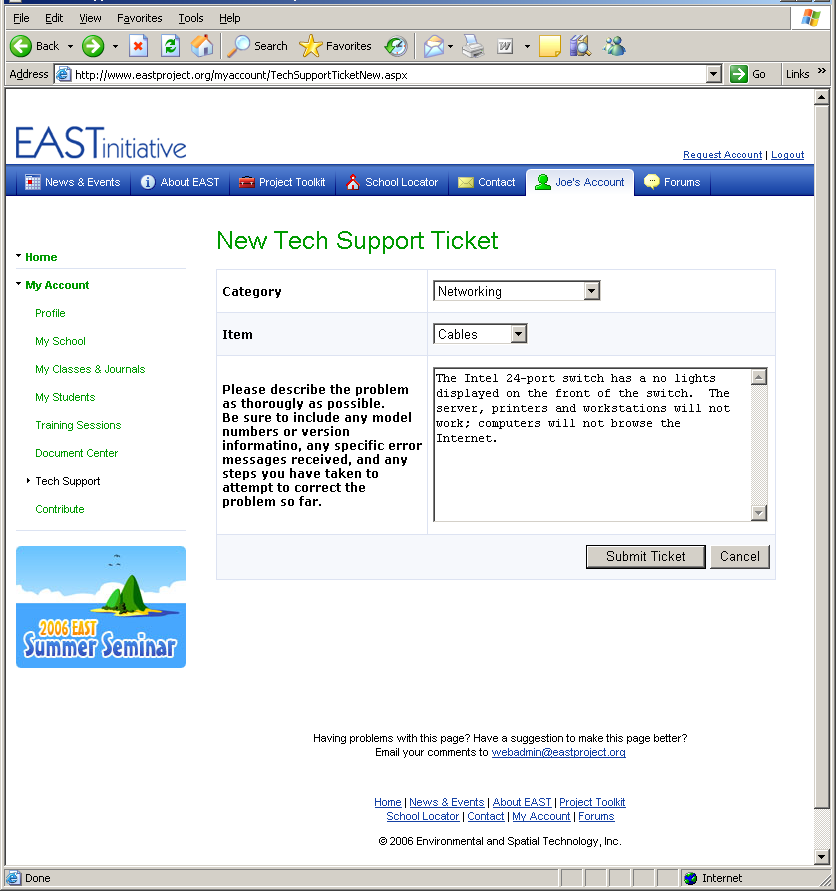 File Edit View Favorites Tools Help
Back Search Favorites
Address http://www.eastproject.org/myaccount/TechSupportTicketNew.aspx Go Links »
EASTinitiative
Request Account | Logout
News & Events About EAST Project Toolkit School Locator Contact Joe's Account Forums
Home
My Account
Profile
My School
My Classes & Journals
My Students
Training Sessions
Document Center
Tech Support
Contribute
2006 EAST
Summer Seminar
New Tech Support Ticket
Category Networking
Item Cables
Please describe the problem
as thorougly as possible.
Be sure to include any model
numbers or version
informatino, any specific error
messages received, and any
steps you have taken to
attempt to correct the
problem so far.
The Intel 24-port switch has a no lights
displayed on the front of the switch.  The
server, printers and workstations will not
work; computers will not browse the
Internet.
Submit Ticket Cancel
Having problems with this page? Have a suggestion to make this page better?
Email your comments to webadmin@eastproject.org
Home | News & Events | About EAST | Project Toolkit
School Locator | Contact | My Account | Forums
© 2006 Environmental and Spatial Technology, Inc.
Done Internet